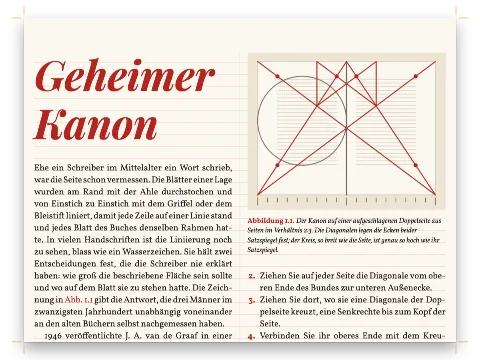 Geheimer
Kanon
Ehe ein Schreiber im Mittelalter ein Wort schrieb,
war die Seite schon vermessen. Die Blätter einer Lage
wurden am Rand mit der Ahle durchstochen und
von Einstich zu Einstich mit dem Griffel oder dem
Bleistift liniert, damit jede Zeile auf einer Linie stand
und jedes Blatt des Buches denselben Rahmen hat-
te. In vielen Handschriften ist die Liniierung noch
zu sehen, blass wie ein Wasserzeichen. Sie hält zwei
Entscheidungen fest, die die Schreiber nie erklärt
haben: wie groß die beschriebene Fläche sein sollte
und wo auf dem Blatt sie zu stehen hatte. Die Zeich-
nung in Abb. 1.1 gibt die Antwort, die drei Männer im
zwanzigsten Jahrhundert unabhängig voneinander
an den alten Büchern selbst nachgemessen haben.
1946 veröffentlichte J. A. van de Graaf in einer
Abbildung 1.1. Der Kanon auf einer aufgeschlagenen Doppelseite aus
Seiten im Verhältnis 2:3. Die Diagonalen legen die Ecken beider
Satzspiegel fest; der Kreis, so breit wie die Seite, ist genau so hoch wie ihr
Satzspiegel.
2. Ziehen Sie auf jeder Seite die Diagonale vom obe-
ren Ende des Bundes zur unteren Außenecke.
3. Ziehen Sie dort, wo sie eine Diagonale der Dop-
pelseite kreuzt, eine Senkrechte bis zum Kopf der
Seite.
4. Verbinden Sie ihr oberes Ende mit dem Kreu-